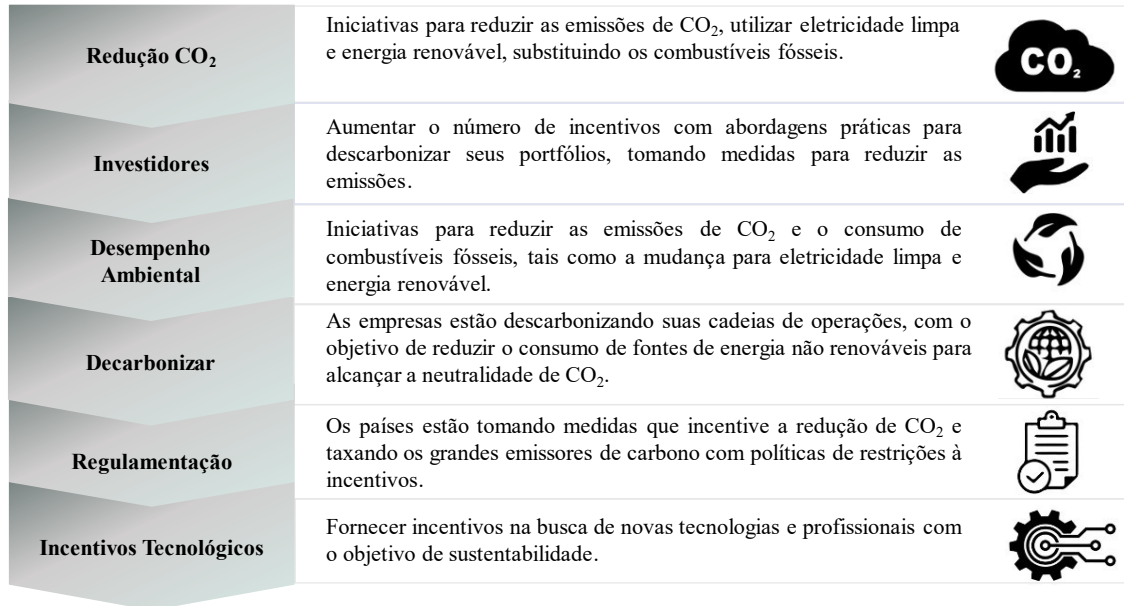 Redução CO₂
Iniciativas para reduzir as emissões de CO₂, utilizar eletricidade limpa
e energia renovável, substituindo os combustíveis fósseis.
CO₂
Investidores
Aumentar o número de incentivos com abordagens práticas para
descarbonizar seus portfólios, tomando medidas para reduzir as
emissões.
Desempenho
Ambiental
Iniciativas para reduzir as emissões de CO₂ e o consumo de
combustíveis fósseis, tais como a mudança para eletricidade limpa e
energia renovável.
Decarbonizar
As empresas estão descarbonizando suas cadeias de operações, com o
objetivo de reduzir o consumo de fontes de energia não renováveis para
alcançar a neutralidade de CO₂.
Regulamentação
Os países estão tomando medidas que incentive a redução de CO₂ e
taxando os grandes emissores de carbono com políticas de restrições à
incentivos.
Incentivos Tecnológicos
Fornecer incentivos na busca de novas tecnologias e profissionais com
o objetivo de sustentabilidade.